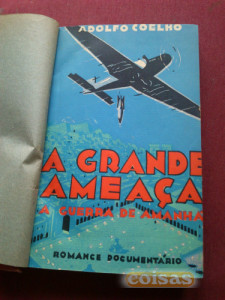 ADOLFO COELHO
A GRANDE
AMEAÇA
A GUERRA DE AMANHÃ
ROMANCE DOCUMENTÁRIO
coisas